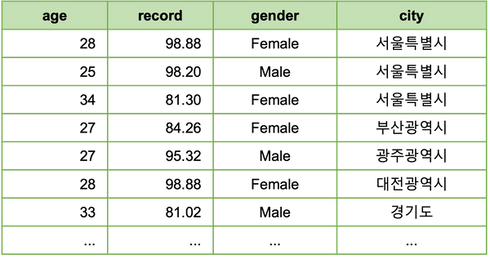 age record gender city
28 98.88 Female 서울특별시
25 98.20 Male 서울특별시
34 81.30 Female 서울특별시
27 84.26 Female 부산광역시
27 95.32 Male 광주광역시
28 98.88 Female 대전광역시
33 81.02 Male 경기도
... ... ... ...